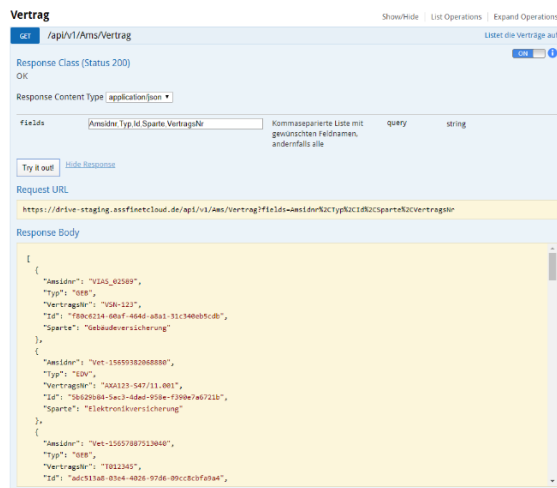 Vertrag
Show/Hide | List Operations | Expand Operations
GET /api/v1/Ams/Vertrag Listet die Verträge auf
ON
Response Class (Status 200)
OK
Response Content Type application/json
fields Amsidnr,Typ,Id,Sparte,VertragsNr Kommaseparierte Liste mit query string
gewünschten Feldnamen,
andernfalls alle
Try it out! Hide Response
Request URL
https://drive-staging.assfinetcloud.de/api/v1/Ams/Vertrag?fields=Amsidnr%2CTyp%2CId%2CSparte%2CVertragsNr
Response Body
[
{
"Amsidnr": "VIAS_02589",
"Typ": "GEB",
"VertragsNr": "VSN-123",
"Id": "f80c6214-60af-464d-a8a1-31c340eb5cdb",
"Sparte": "Gebäudeversicherung"
},
{
"Amsidnr": "Vet-15659382068880",
"Typ": "EDV",
"VertragsNr": "AXA123-S47/11.001",
"Id": "5b629b84-5ac3-4dad-958e-f390e7a6721b",
"Sparte": "Elektronikversicherung"
},
{
"Amsidnr": "Vet-15657887513040",
"Typ": "GEB",
"VertragsNr": "T012345",
"Id": "adc513a8-03e4-4026-97d6-09cc8cbfa9a4",